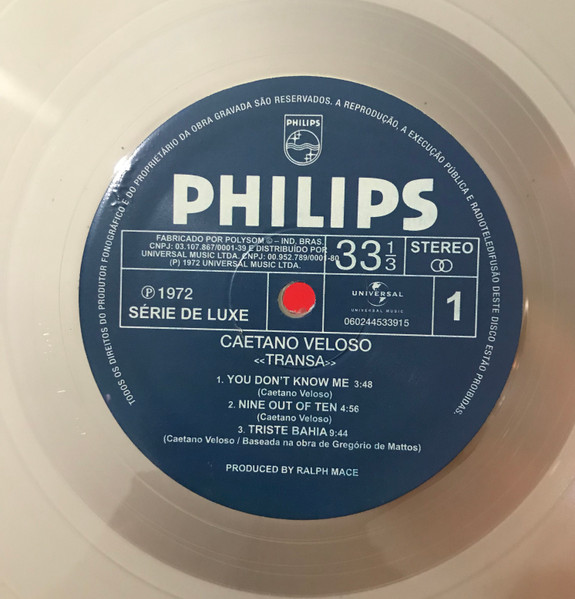 TODOS OS DIREITOS DO PRODUTOR FONOGRÁFICO E DO PROPRIETÁRIO DA OBRA GRAVADA SÃO RESERVADOS. A REPRODUÇÃO, A EXECUÇÃO PÚBLICA E RADIOTELEDIFUSÃO DESTE DISCO ESTÃO PROIBIDAS.
PHILIPS
PHILIPS
FABRICADO POR POLYSOM © – IND. BRAS.
CNPJ: 03.107.867/0001-39 E DISTRIBUÍDO POR
UNIVERSAL MUSIC LTDA. CNPJ: 00.952.789/0001-80
(P) 1972 UNIVERSAL MUSIC LTDA.
33 1/3
STEREO
℗ 1972
SÉRIE DE LUXE
UNIVERSAL
UNIVERSAL MUSIC
060244533915
1
CAETANO VELOSO
<<TRANSA>>
1. YOU DON'T KNOW ME 3:48
(Caetano Veloso)
2. NINE OUT OF TEN 4:56
(Caetano Veloso)
3. TRISTE BAHIA 9:44
(Caetano Veloso / Baseada na obra de Gregório de Mattos)
PRODUCED BY RALPH MACE